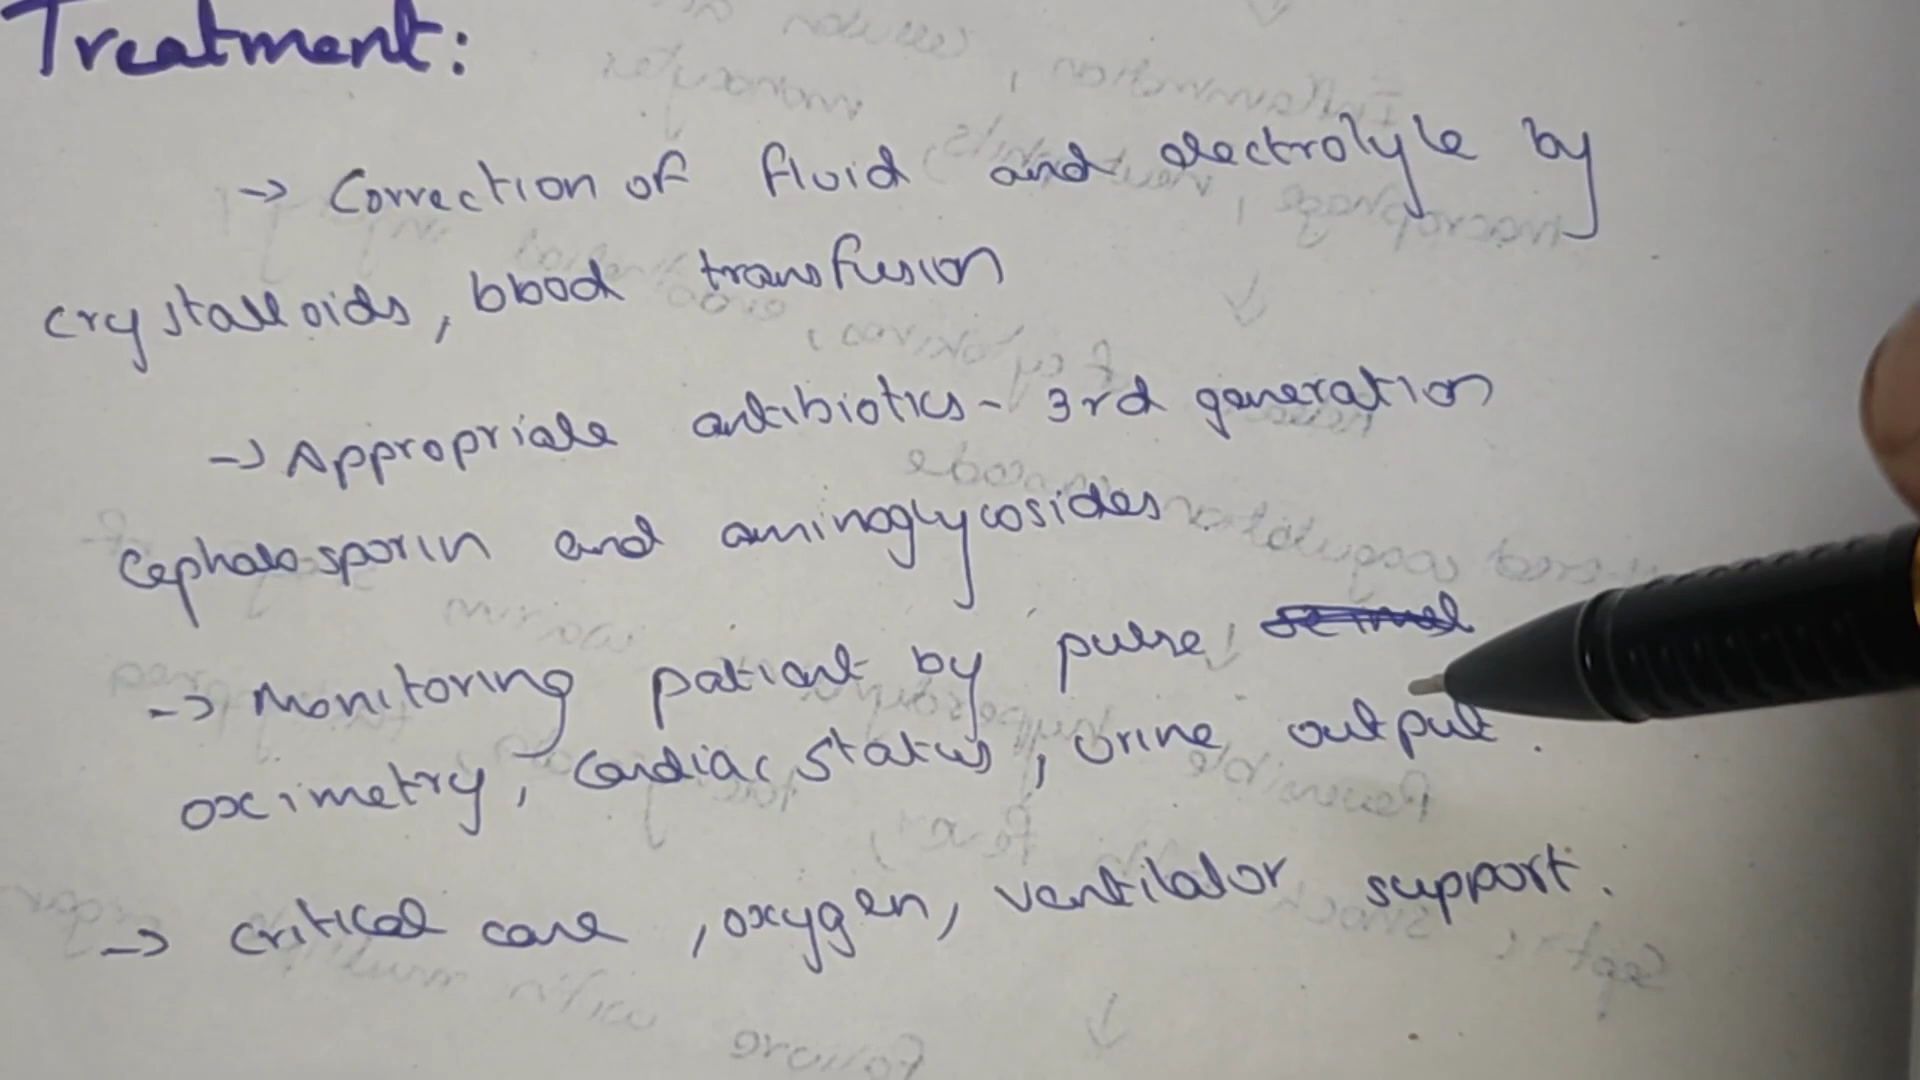 Treatment:
-> Correction of fluid and electrolyte by
crystalloids, blood transfusion
-> Appropriate antibiotics - 3rd generation
cephalosporin and aminoglycosides
-> Monitoring patient by pulse
oximetry, cardiac status, urine output.
-> critical care, oxygen, ventilator support.